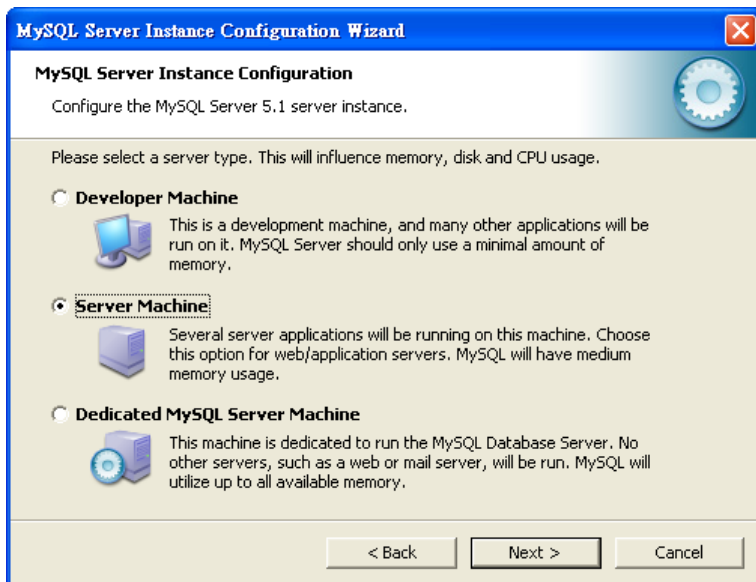 MySQL Server Instance Configuration Wizard
MySQL Server Instance Configuration
Configure the MySQL Server 5.1 server instance.
Please select a server type. This will influence memory, disk and CPU usage.
Developer Machine
This is a development machine, and many other applications will be
run on it. MySQL Server should only use a minimal amount of
memory.
Server Machine
Several server applications will be running on this machine. Choose
this option for web/application servers. MySQL will have medium
memory usage.
Dedicated MySQL Server Machine
This machine is dedicated to run the MySQL Database Server. No
other servers, such as a web or mail server, will be run. MySQL will
utilize up to all available memory.
< Back
Next >
Cancel